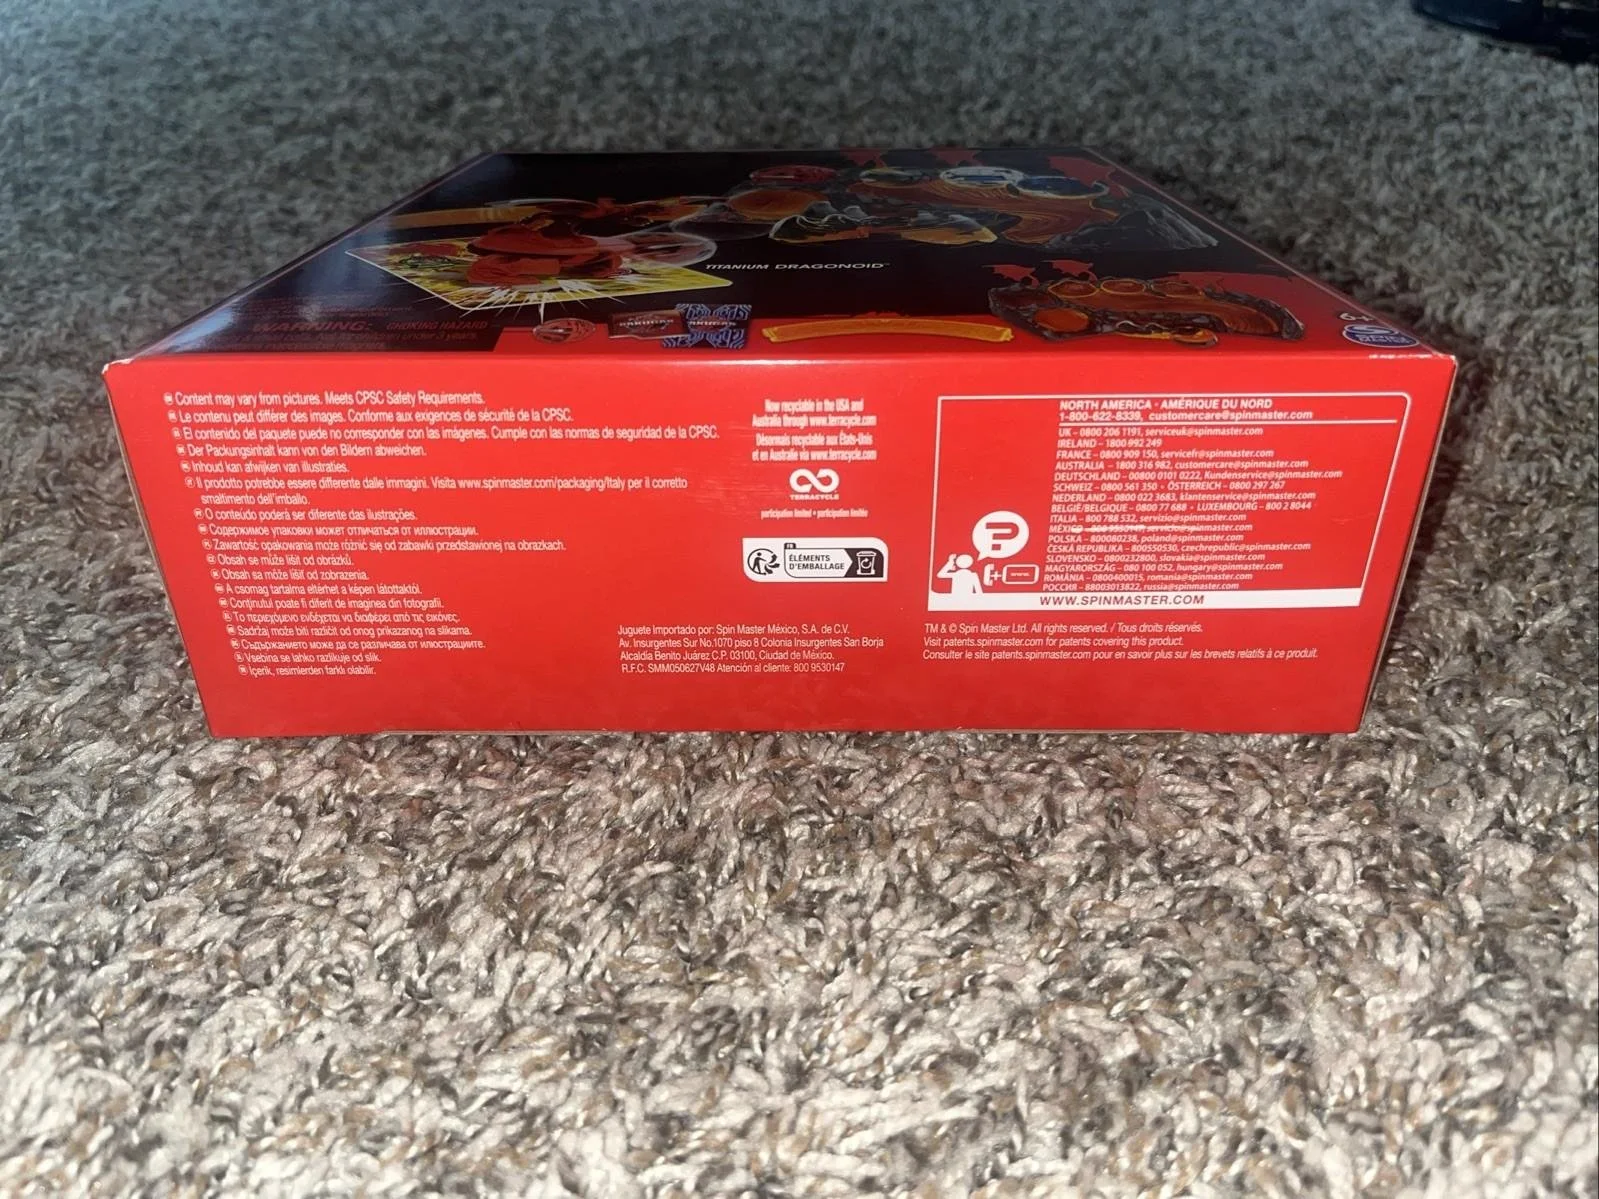 TITANIUM DRAGONOID™
WARNING: CHOKING HAZARD
6+
Content may vary from pictures. Meets CPSC Safety Requirements.
Le contenu peut différer des images. Conforme aux exigences de sécurité de la CPSC.
El contenido del paquete puede no corresponder con las imágenes. Cumple con las normas de seguridad de la CPSC.
Der Packungsinhalt kann von den Bildern abweichen.
Inhoud kan afwijken van illustraties.
Il prodotto potrebbe essere differente dalle immagini. Visita www.spinmaster.com/packaging/Italy per il corretto
smaltimento dell'imballo.
O conteúdo poderá ser diferente das ilustrações.
Содержимое упаковки может отличаться от иллюстрации.
Zawartość opakowania może różnić się od zabawki przedstawionej na obrazkach.
Obsah se může lišit od obrázků.
Obsah sa môže líšiť od zobrazenia.
A csomag tartalma eltérhet a képen látottaktól.
Conţinutul poate fi diferit de imaginea din fotografii.
Το περιεχόμενο ενδέχεται να διαφέρει από τις εικόνες.
Sadržaj može biti različit od onog prikazanog na slikama.
Съдържанието може да се различава от илюстрациите.
Vsebina se lahko razlikuje od slik.
İçerik, resimlerden farklı olabilir.
Now recyclable in the USA and
Australia through www.terracycle.com
Désormais recyclable aux États-Unis
et en Australie via www.terracycle.com
TERRACYCLE
participation limited • participation limitée
FR
ÉLÉMENTS
D'EMBALLAGE
Juguete Importado por: Spin Master México, S.A. de C.V.
Av. Insurgentes Sur No.1070 piso 8 Colonia Insurgentes San Borja
Alcaldía Benito Juárez C.P. 03100, Ciudad de México.
R.F.C. SMM050627V48 Atención al cliente: 800 9530147
NORTH AMERICA • AMÉRIQUE DU NORD
1-800-622-8339, customercare@spinmaster.com
UK – 0800 206 1191, serviceuk@spinmaster.com
IRELAND – 1800 992 249
FRANCE – 0800 909 150, servicefr@spinmaster.com
AUSTRALIA – 1800 316 982, customercare@spinmaster.com
DEUTSCHLAND – 00800 0101 0222, Kundenservice@spinmaster.com
SCHWEIZ – 0800 561 350 • ÖSTERREICH – 0800 297 267
NEDERLAND – 0800 022 3683, klantenservice@spinmaster.com
BELGIË/BELGIQUE – 0800 77 688 • LUXEMBOURG – 800 2 8044
ITALIA – 800 788 532, servizio@spinmaster.com
MÉXICO – 800 9530147, servicio@spinmaster.com
POLSKA – 800080238, poland@spinmaster.com
ČESKÁ REPUBLIKA – 800550530, czechrepublic@spinmaster.com
SLOVENSKO – 0800232800, slovakia@spinmaster.com
MAGYARORSZÁG – 080 100 052, hungary@spinmaster.com
ROMÂNIA – 0800400015, romania@spinmaster.com
РОССИЯ – 88003013822, russia@spinmaster.com
WWW.SPINMASTER.COM
TM & © Spin Master Ltd. All rights reserved. / Tous droits réservés.
Visit patents.spinmaster.com for patents covering this product.
Consulter le site patents.spinmaster.com pour en savoir plus sur les brevets relatifs à ce produit.